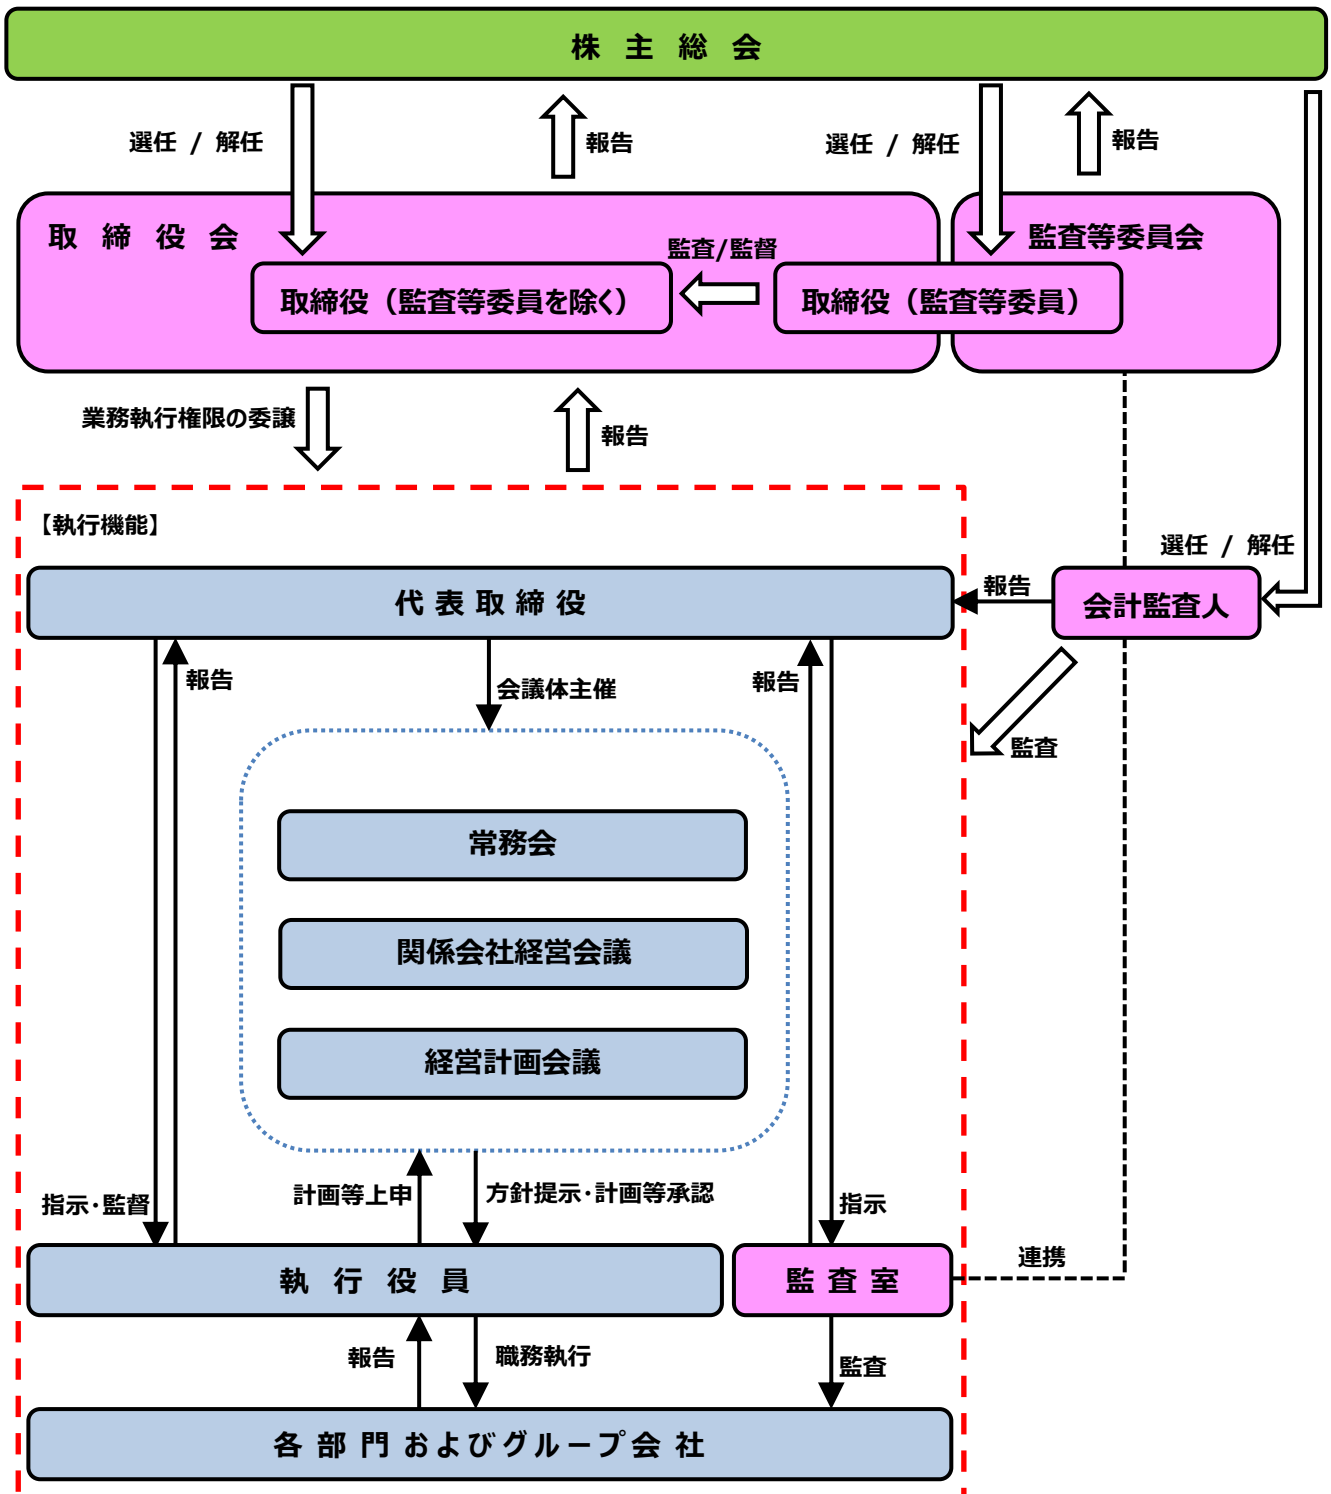 株主総会
選任 / 解任
報告
選任 / 解任
報告
取締役会
監査等委員会
監査/監督
取締役（監査等委員を除く）
取締役（監査等委員）
業務執行権限の委譲
報告
【執行機能】
選任 / 解任
代表取締役
報告
会計監査人
報告
会議体主催
報告
監査
常務会
関係会社経営会議
経営計画会議
指示・監督
計画等上申
方針提示・計画等承認
指示
執行役員
監査室
連携
報告
職務執行
監査
各部門およびグループ会社